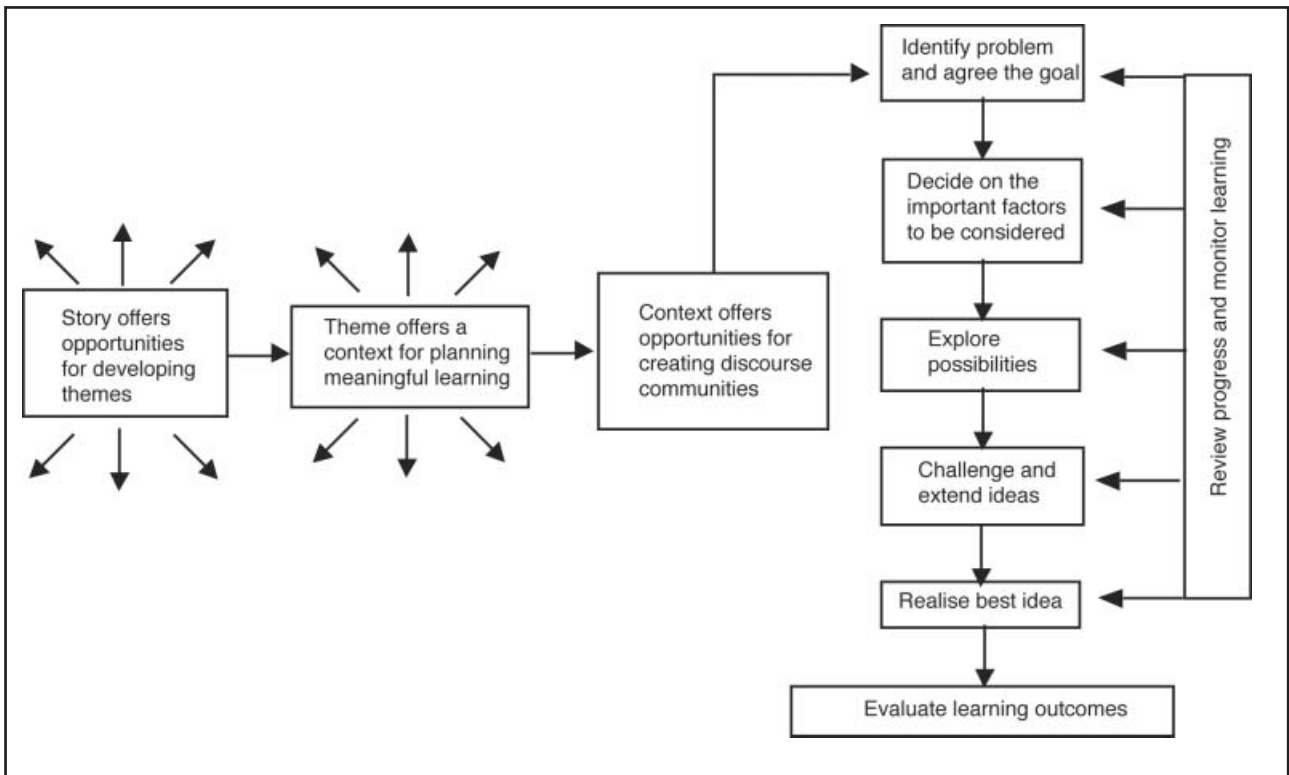 Story offers
opportunities
for developing
themes
Theme offers a
context for planning
meaningful learning
Context offers
opportunities for
creating discourse
communities
Identify problem
and agree the goal
Decide on the
important factors
to be considered
Explore
possibilities
Challenge and
extend ideas
Realise best idea
Evaluate learning outcomes
Review progress and monitor learning